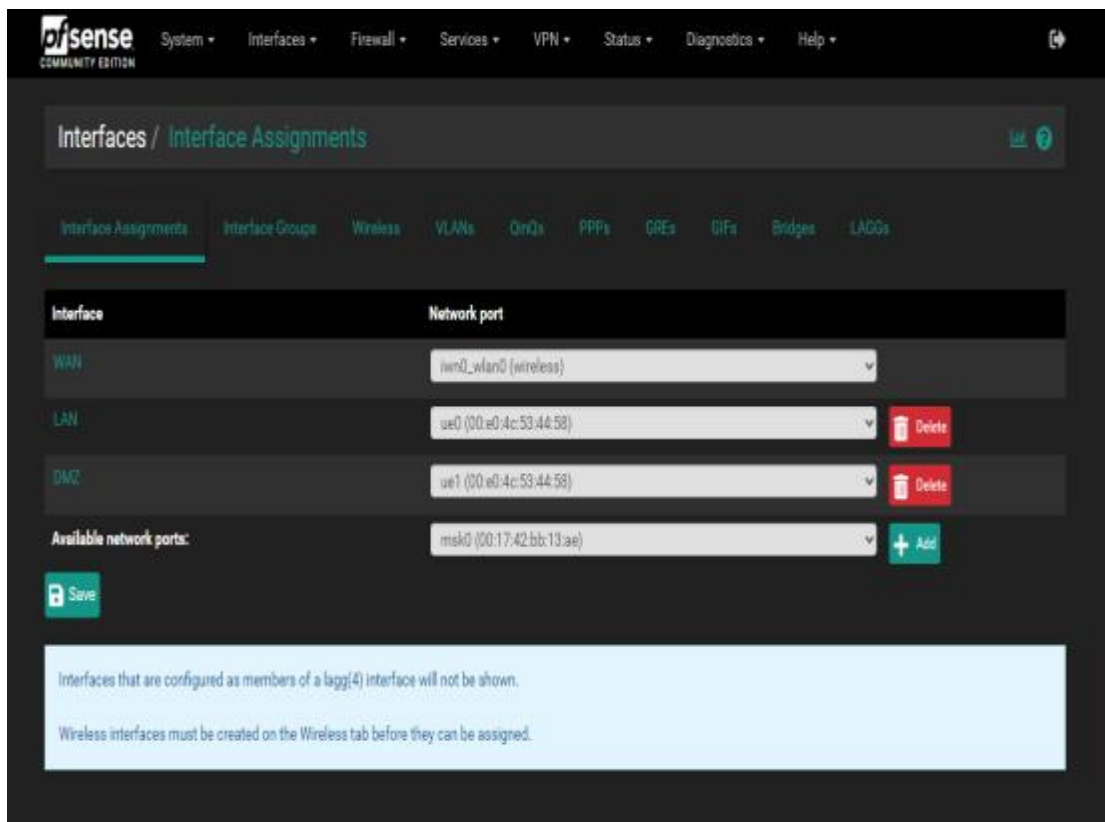 pfsense
COMMUNITY EDITION
System Interfaces Firewall Services VPN Status Diagnostics Help
Interfaces / Interface Assignments
Interface Assignments Interface Groups Wireless VLANs QinQs PPPs GREs GIFs Bridges LAGGs
Interface Network port
WAN iwn0_wlan0 (wireless)
LAN ue0 (00:e0:4c:53:44:58) Delete
DMZ ue1 (00:e0:4c:53:44:58) Delete
Available network ports: msk0 (00:17:42:bb:13:ae) Add
Save
Interfaces that are configured as members of a lagg(4) interface will not be shown.
Wireless interfaces must be created on the Wireless tab before they can be assigned.